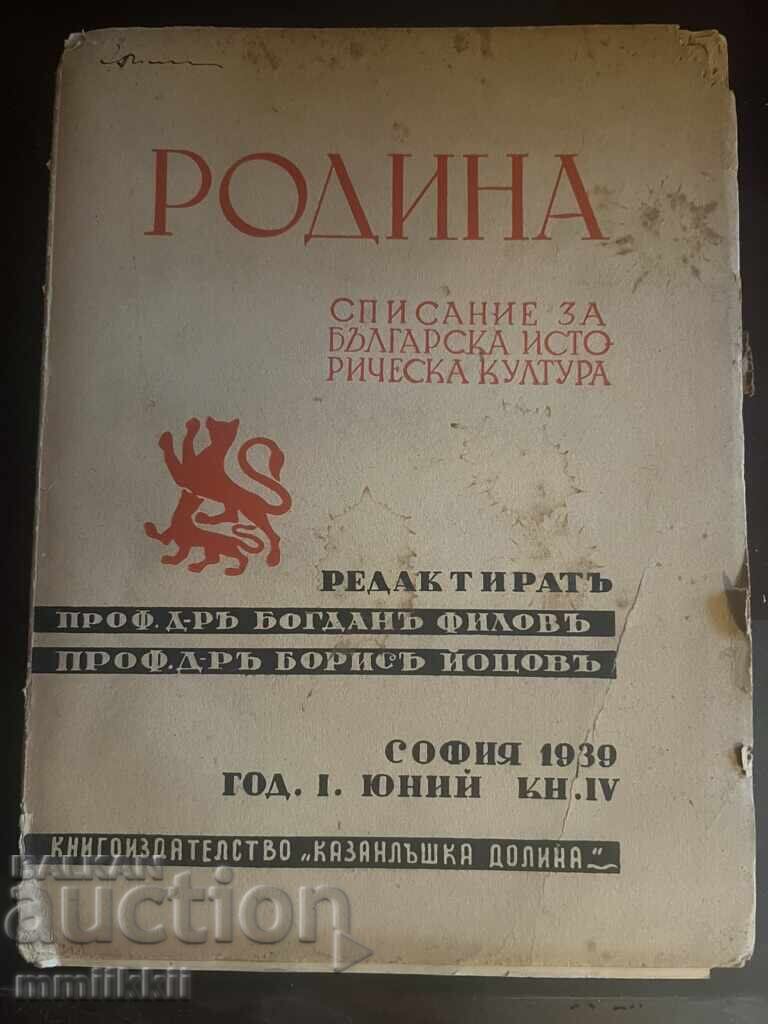 РОДИНА
СПИСАНИЕ ЗА
БЪЛГАРСКА ИСТО-
РИЧЕСКА КУЛТУРА
РЕДАКТИРАТЪ
ПРОФ. Д-РЪ БОГДАНЪ ФИЛОВЪ
ПРОФ. Д-РЪ БОРИСЪ ЙОЦОВЪ
СОФИЯ 1939
ГОД. I. ЮНИЙ КН. IV
КНИГОИЗДАТЕЛСТВО „КАЗАНЛЪШКА ДОЛИНА“
BALKAN
auction
mmiikkii